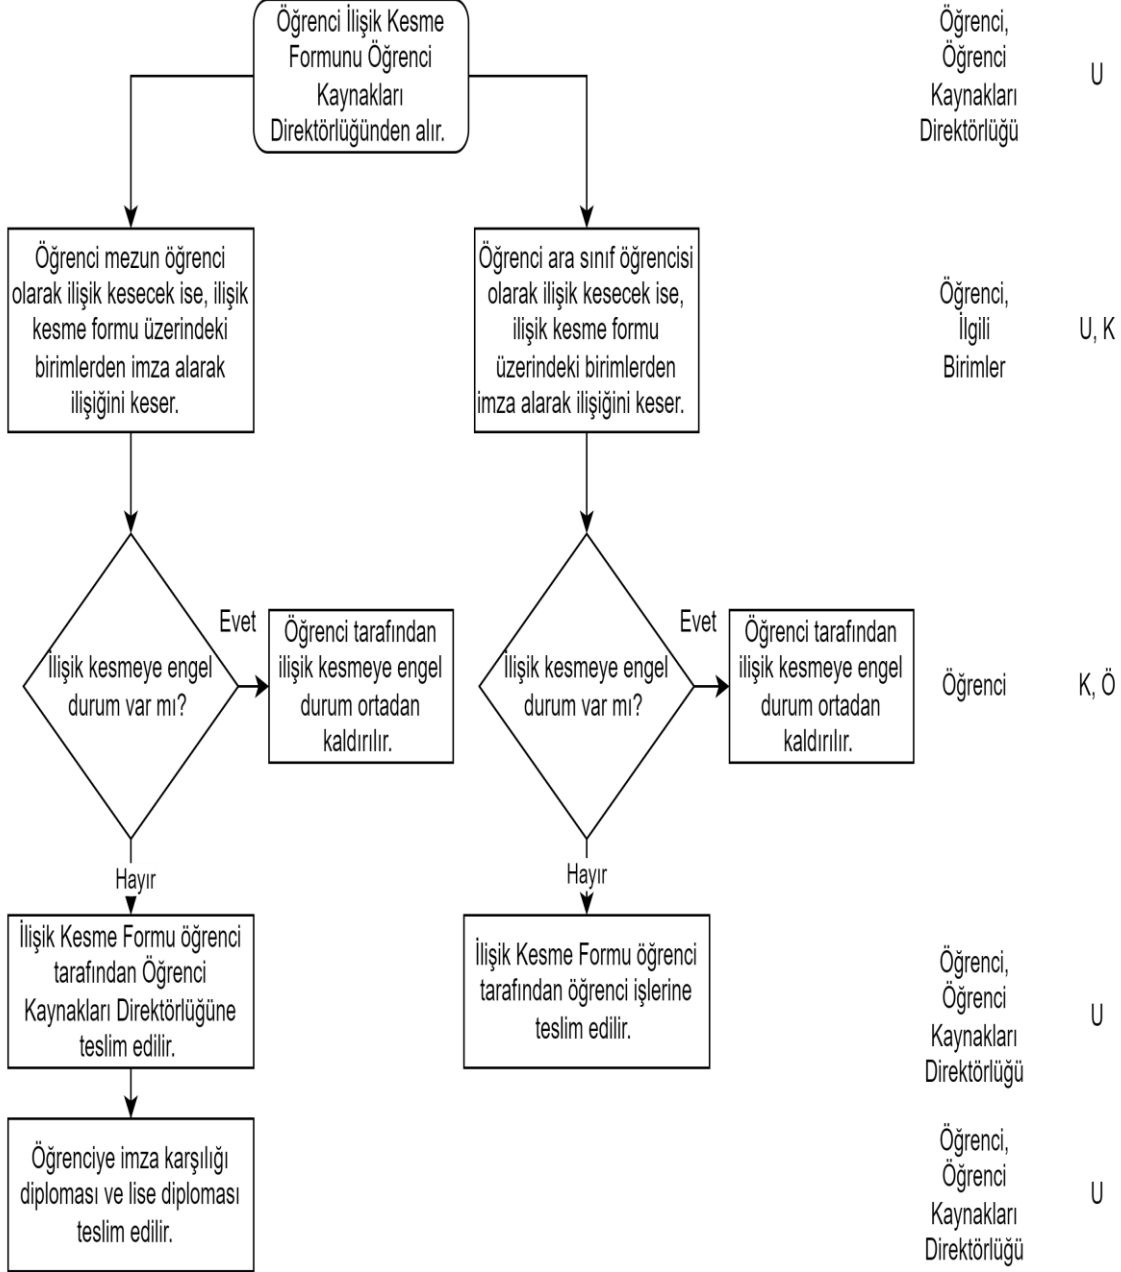 Öğrenci İlişik Kesme
Formunu Öğrenci
Kaynakları
Direktörlüğünden alır.
Öğrenci,
Öğrenci
Kaynakları
Direktörlüğü
U
Öğrenci mezun öğrenci
olarak ilişik kesecek ise, ilişik
kesme formu üzerindeki
birimlerden imza alarak
ilişiğini keser.
Öğrenci ara sınıf öğrencisi
olarak ilişik kesecek ise,
ilişik kesme formu
üzerindeki birimlerden
imza alarak ilişiğini keser.
Öğrenci,
İlgili
Birimler
U, K
İlişik kesmeye engel
durum var mı?
Evet
Öğrenci tarafından
ilişik kesmeye engel
durum ortadan
kaldırılır.
İlişik kesmeye engel
durum var mı?
Evet
Öğrenci tarafından
ilişik kesmeye engel
durum ortadan
kaldırılır.
Öğrenci
K, Ö
Hayır
Hayır
İlişik Kesme Formu öğrenci
tarafından Öğrenci
Kaynakları Direktörlüğüne
teslim edilir.
İlişik Kesme Formu öğrenci
tarafından öğrenci işlerine
teslim edilir.
Öğrenci,
Öğrenci
Kaynakları
Direktörlüğü
U
Öğrenciye imza karşılığı
diploması ve lise diploması
teslim edilir.
Öğrenci,
Öğrenci
Kaynakları
Direktörlüğü
U